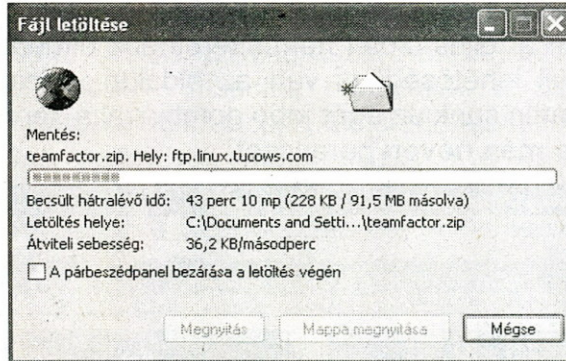 Fájl letöltése
Mentés:
teamfactor.zip. Hely: ftp.linux.tucows.com
Becsült hátralévő idő: 43 perc 10 mp (228 KB / 91,5 MB másolva)
Letöltés helye: C:\Documents and Setti...\teamfactor.zip
Átviteli sebesség: 36,2 KB/másodperc
A párbeszédpanel bezárása a letöltés végén
Megnyitás Mappa megnyitása Mégse